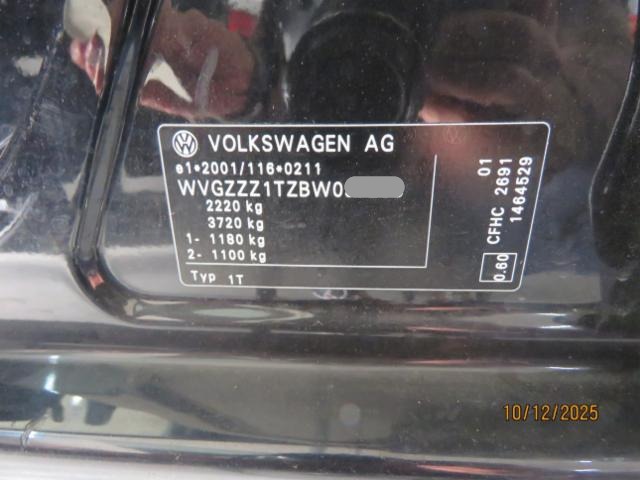 VOLKSWAGEN AG
e1*2001/116*0211
WVGZZZ1TZBW0
2220 kg
3720 kg
1- 1180 kg
2- 1100 kg
Typ 1T
01
CFHC 2691
1464529
0.60
10/12/2025